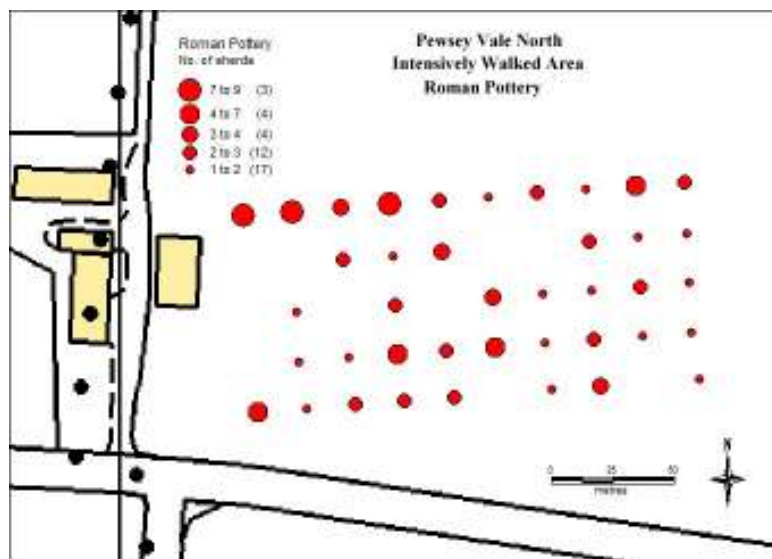 Roman Pottery
No. of sherds
7 to 9 (3)
4 to 7 (4)
3 to 4 (4)
2 to 3 (12)
1 to 2 (17)
Pewsey Vale North
Intensively Walked Area
Roman Pottery
N
0 25 50
metres